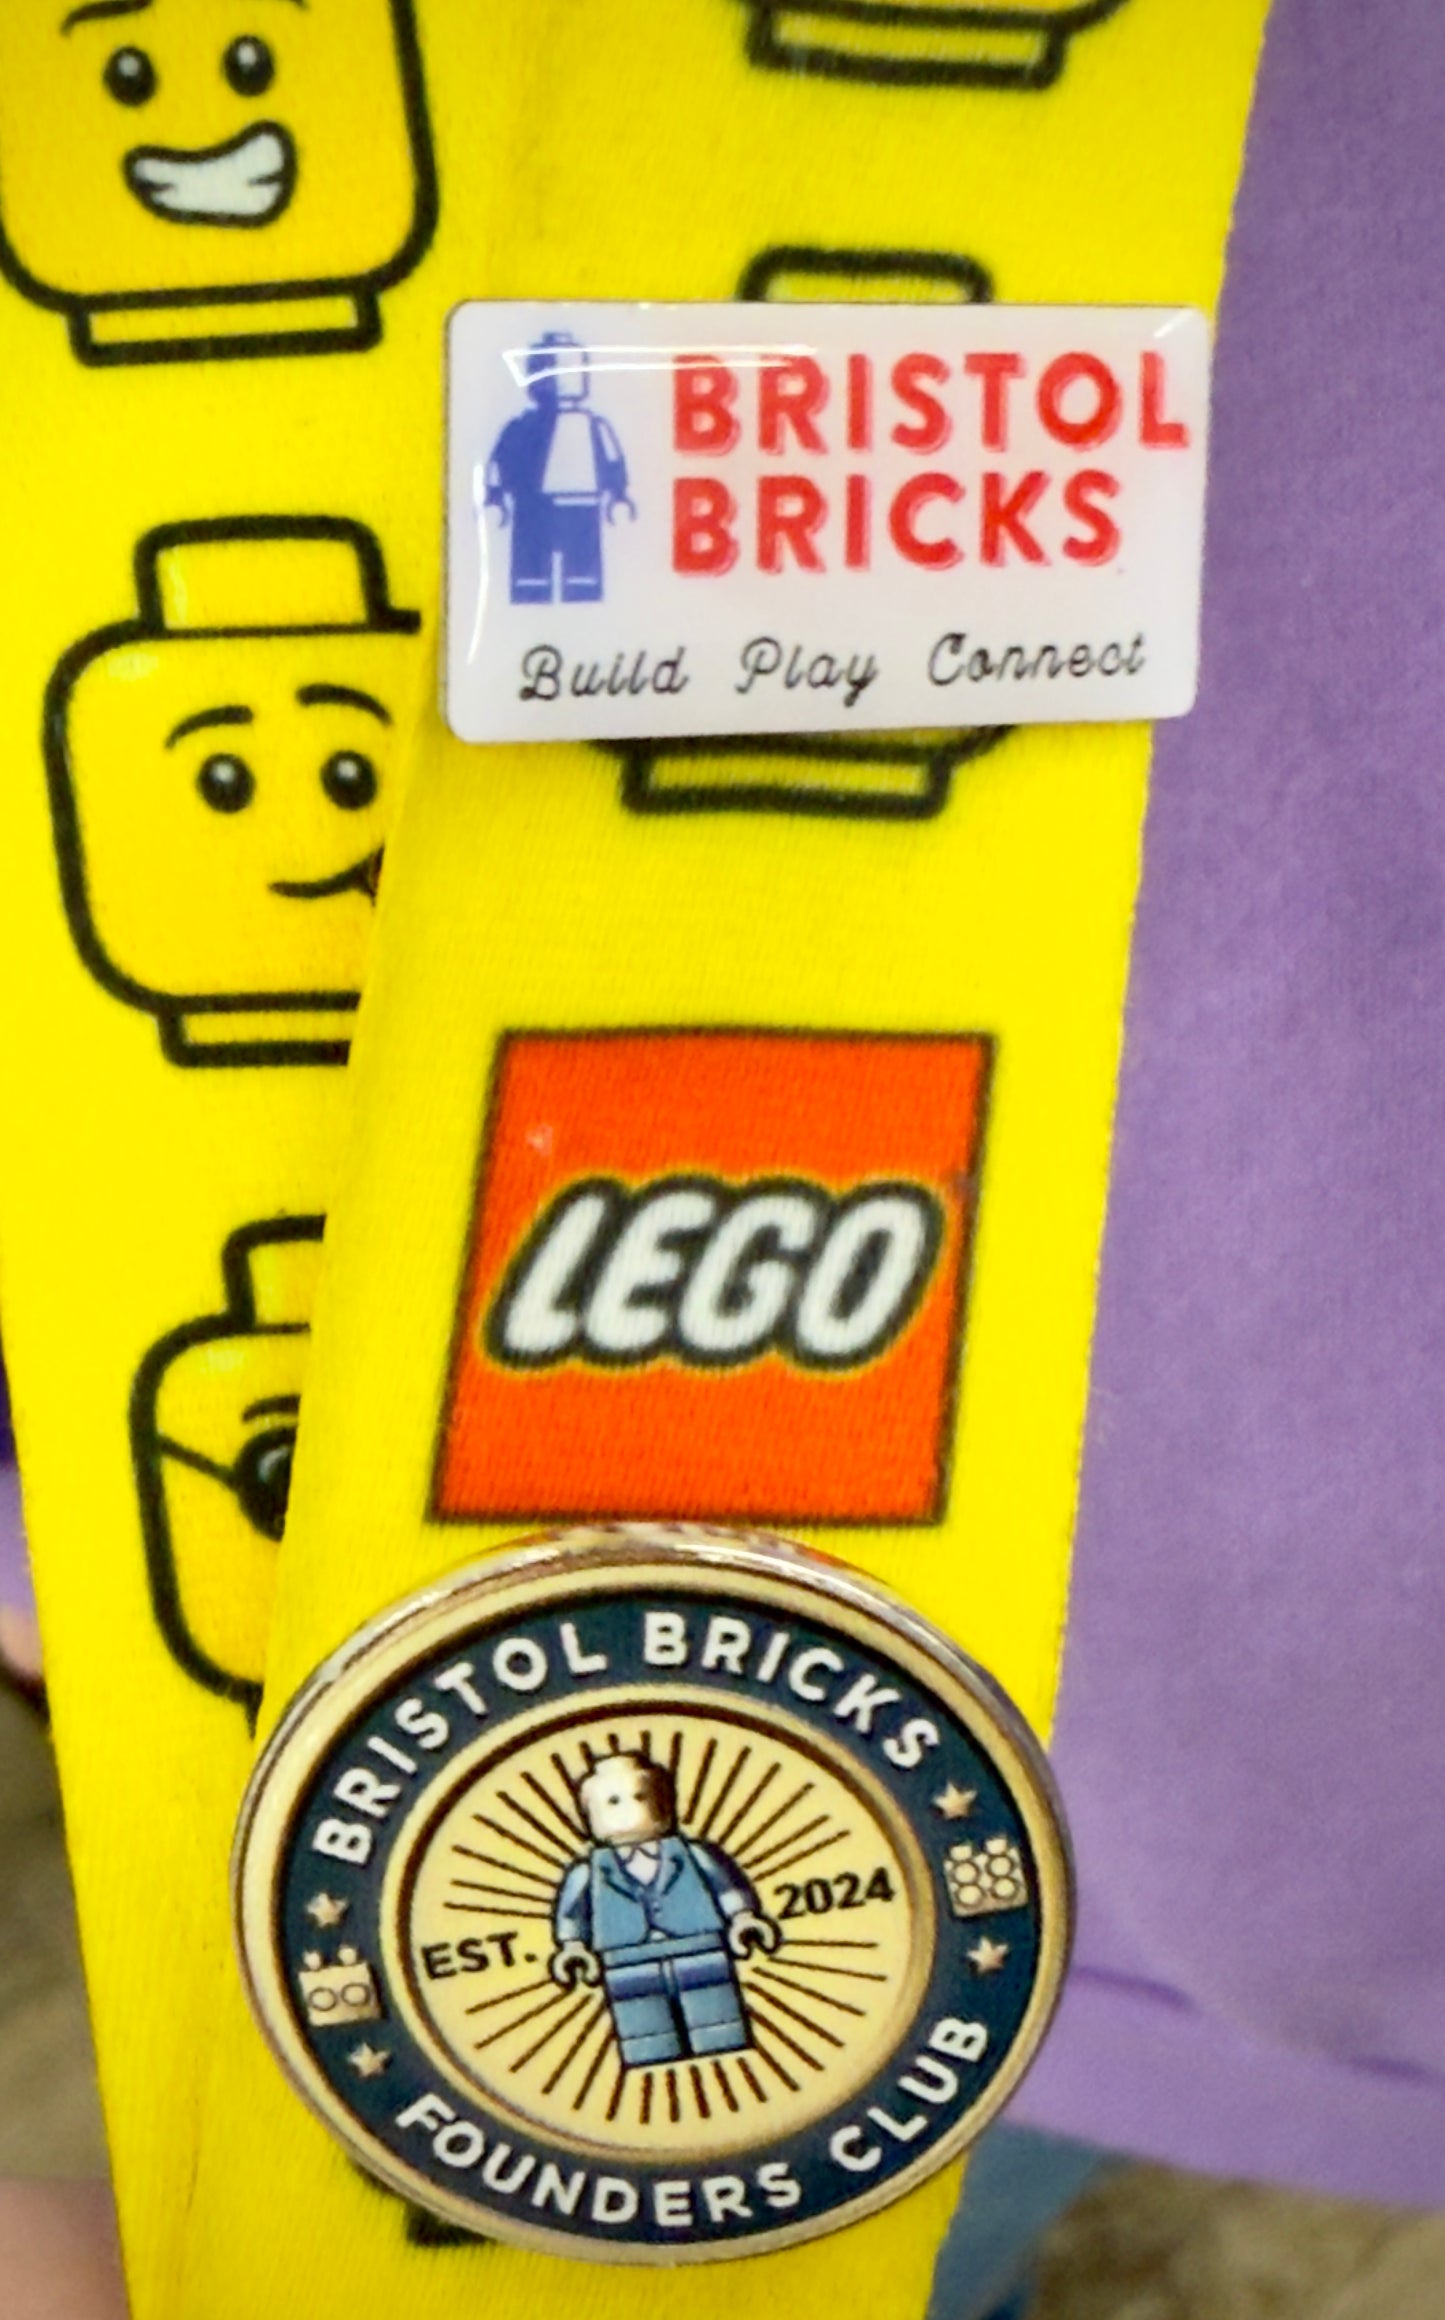 BRISTOL
BRICKS
Build Play Connect
LEGO
BRISTOL BRICKS
EST. 2024
FOUNDERS CLUB